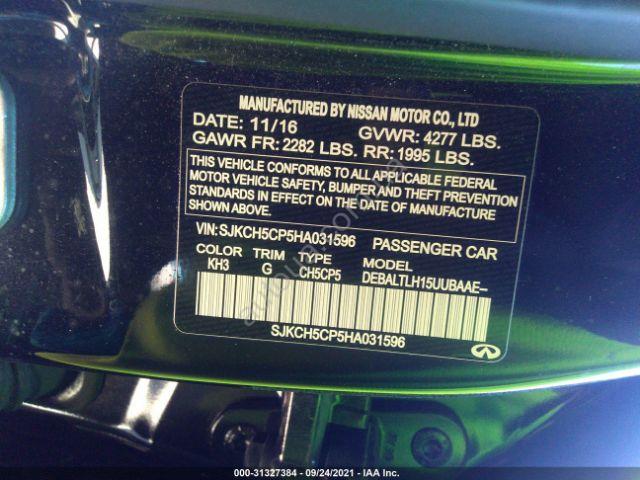 MANUFACTURED BY NISSAN MOTOR CO., LTD
DATE: 11/16 GVWR: 4277 LBS.
GAWR FR: 2282 LBS. RR: 1995 LBS.
THIS VEHICLE CONFORMS TO ALL APPLICABLE FEDERAL
MOTOR VEHICLE SAFETY, BUMPER AND THEFT PREVENTION
STANDARDS IN EFFECT ON THE DATE OF MANUFACTURE
SHOWN ABOVE.
VIN: SJKCH5CP5HA031596 PASSENGER CAR
COLOR TRIM TYPE MODEL
KH3 G CH5CP5 DEBALTLH15UUBAAE–
SJKCH5CP5HA031596
000-31327384 - 09/24/2021 - IAA Inc.